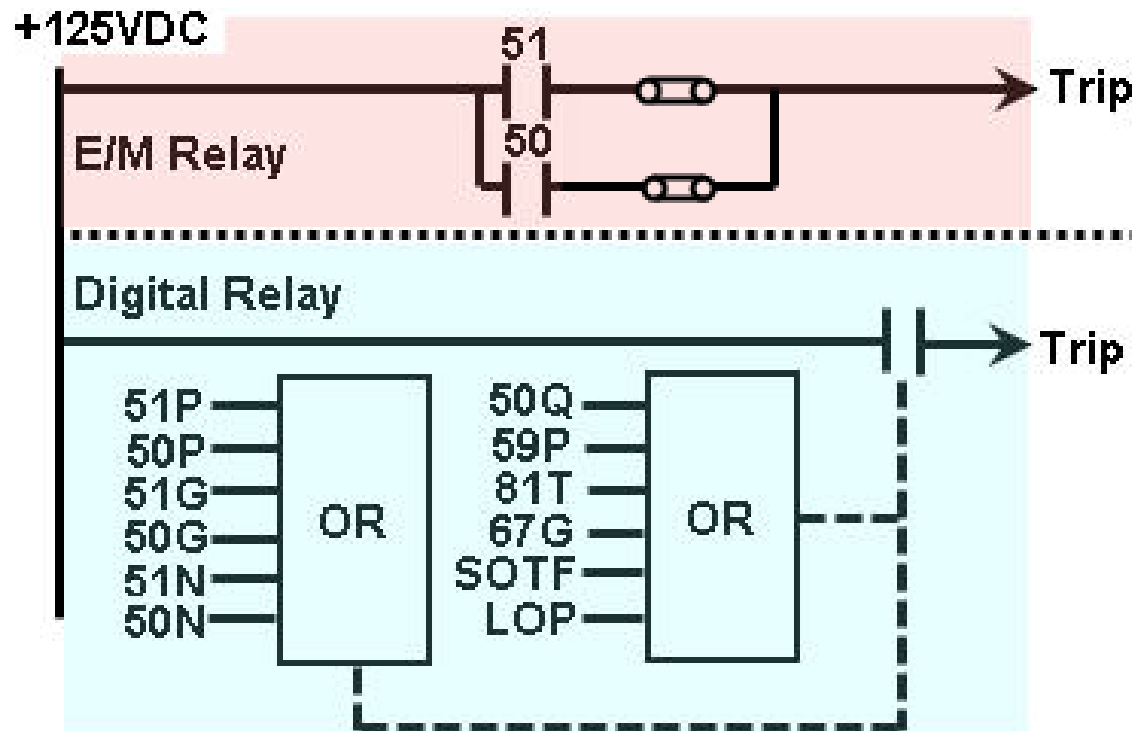 +125VDC
51
Trip
50
E/M Relay
Digital Relay
Trip
51P
50P
51G
50G
51N
50N
OR
50Q
59P
81T
67G
SOTF
LOP
OR